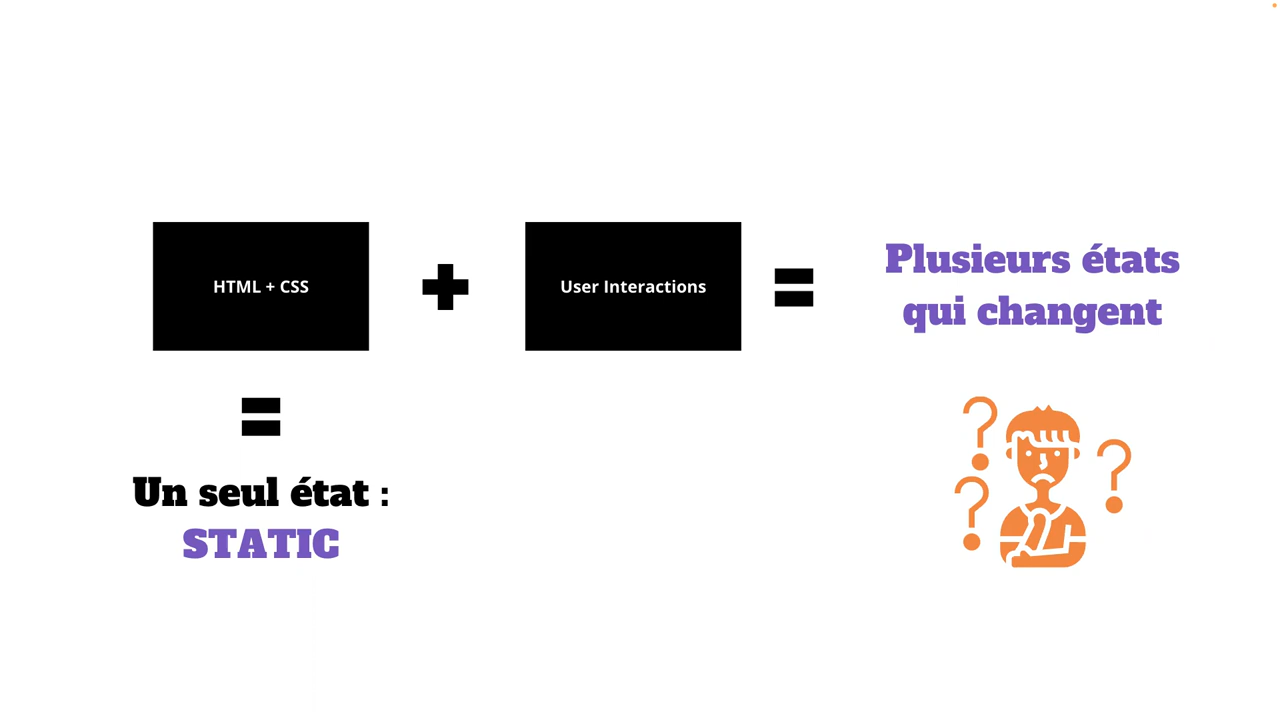 HTML + CSS
User Interactions
Plusieurs états
qui changent
Un seul état :
STATIC